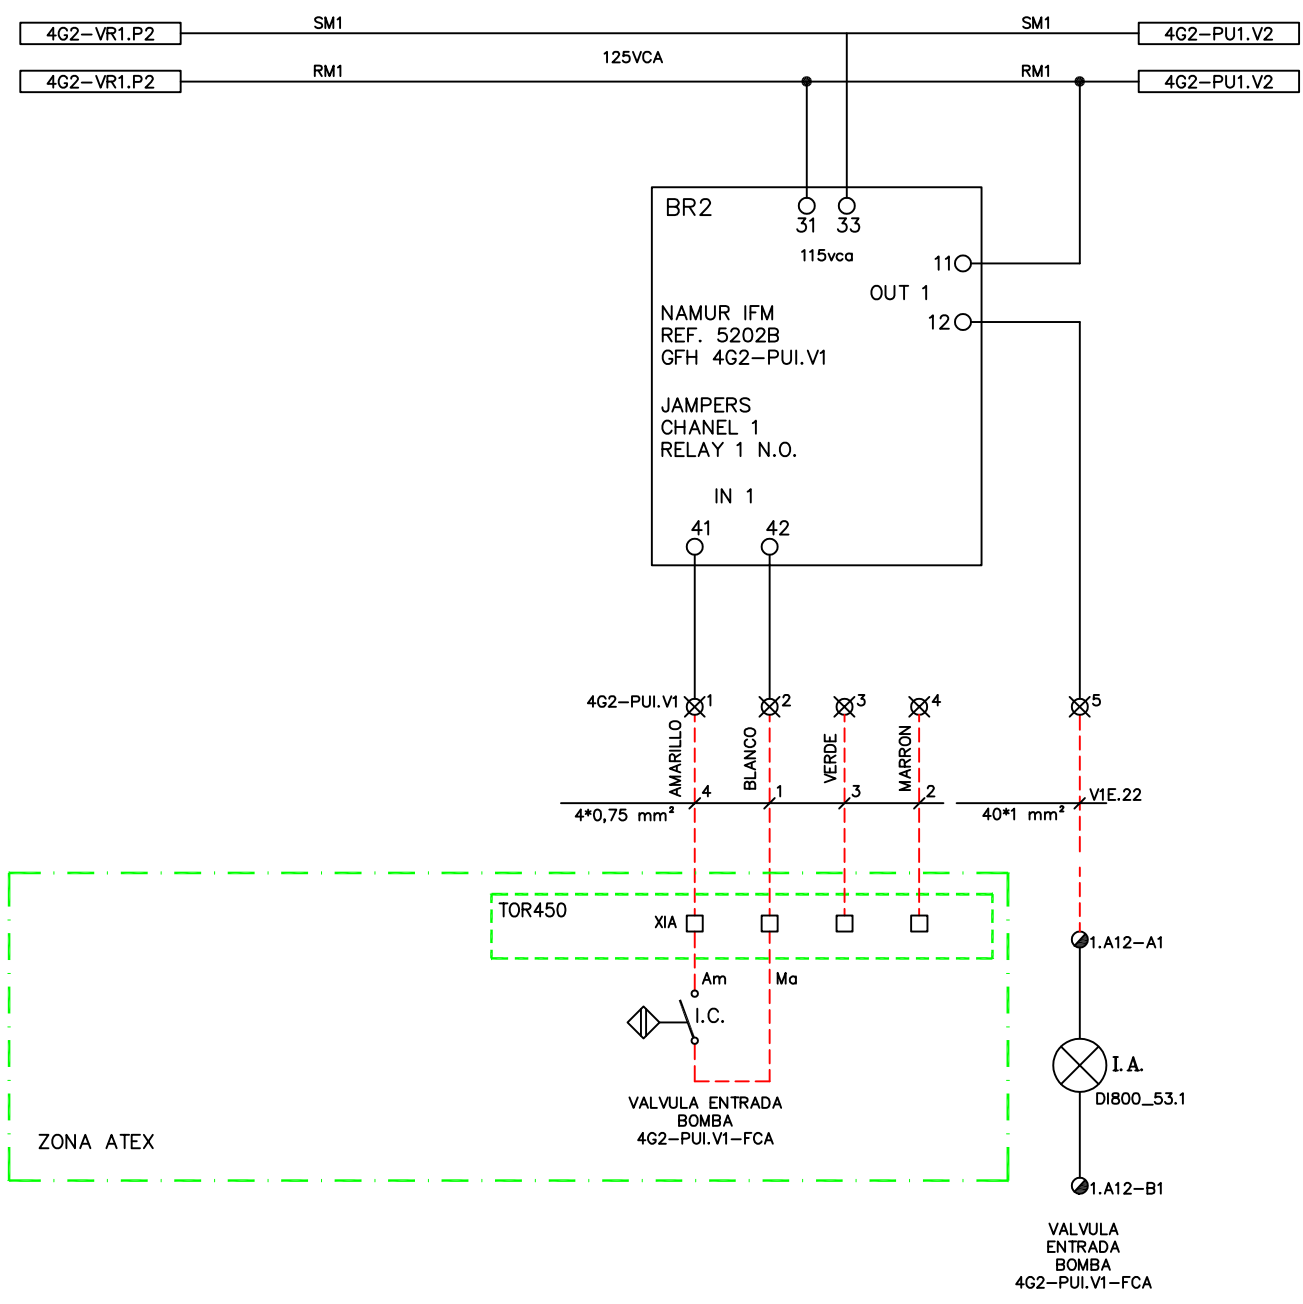 4G2-VR1.P2
SM1
SM1
4G2-PU1.V2
125VCA
4G2-VR1.P2
RM1
RM1
4G2-PU1.V2
BR2
31
33
115vca
11
OUT 1
12
NAMUR IFM
REF. 5202B
GFH 4G2-PUI.V1
JAMPERS
CHANEL 1
RELAY 1 N.O.
IN 1
41
42
4G2-PUI.V1
1
2
3
4
5
AMARILLO
BLANCO
VERDE
MARRON
4
1
3
2
V1E.22
4*0,75 mm²
40*1 mm²
TOR450
XIA
1.A12-A1
Am
Ma
I.C.
I.A.
DI800_53.1
VALVULA ENTRADA
BOMBA
4G2-PUI.V1-FCA
ZONA ATEX
1.A12-B1
VALVULA
ENTRADA
BOMBA
4G2-PUI.V1-FCA